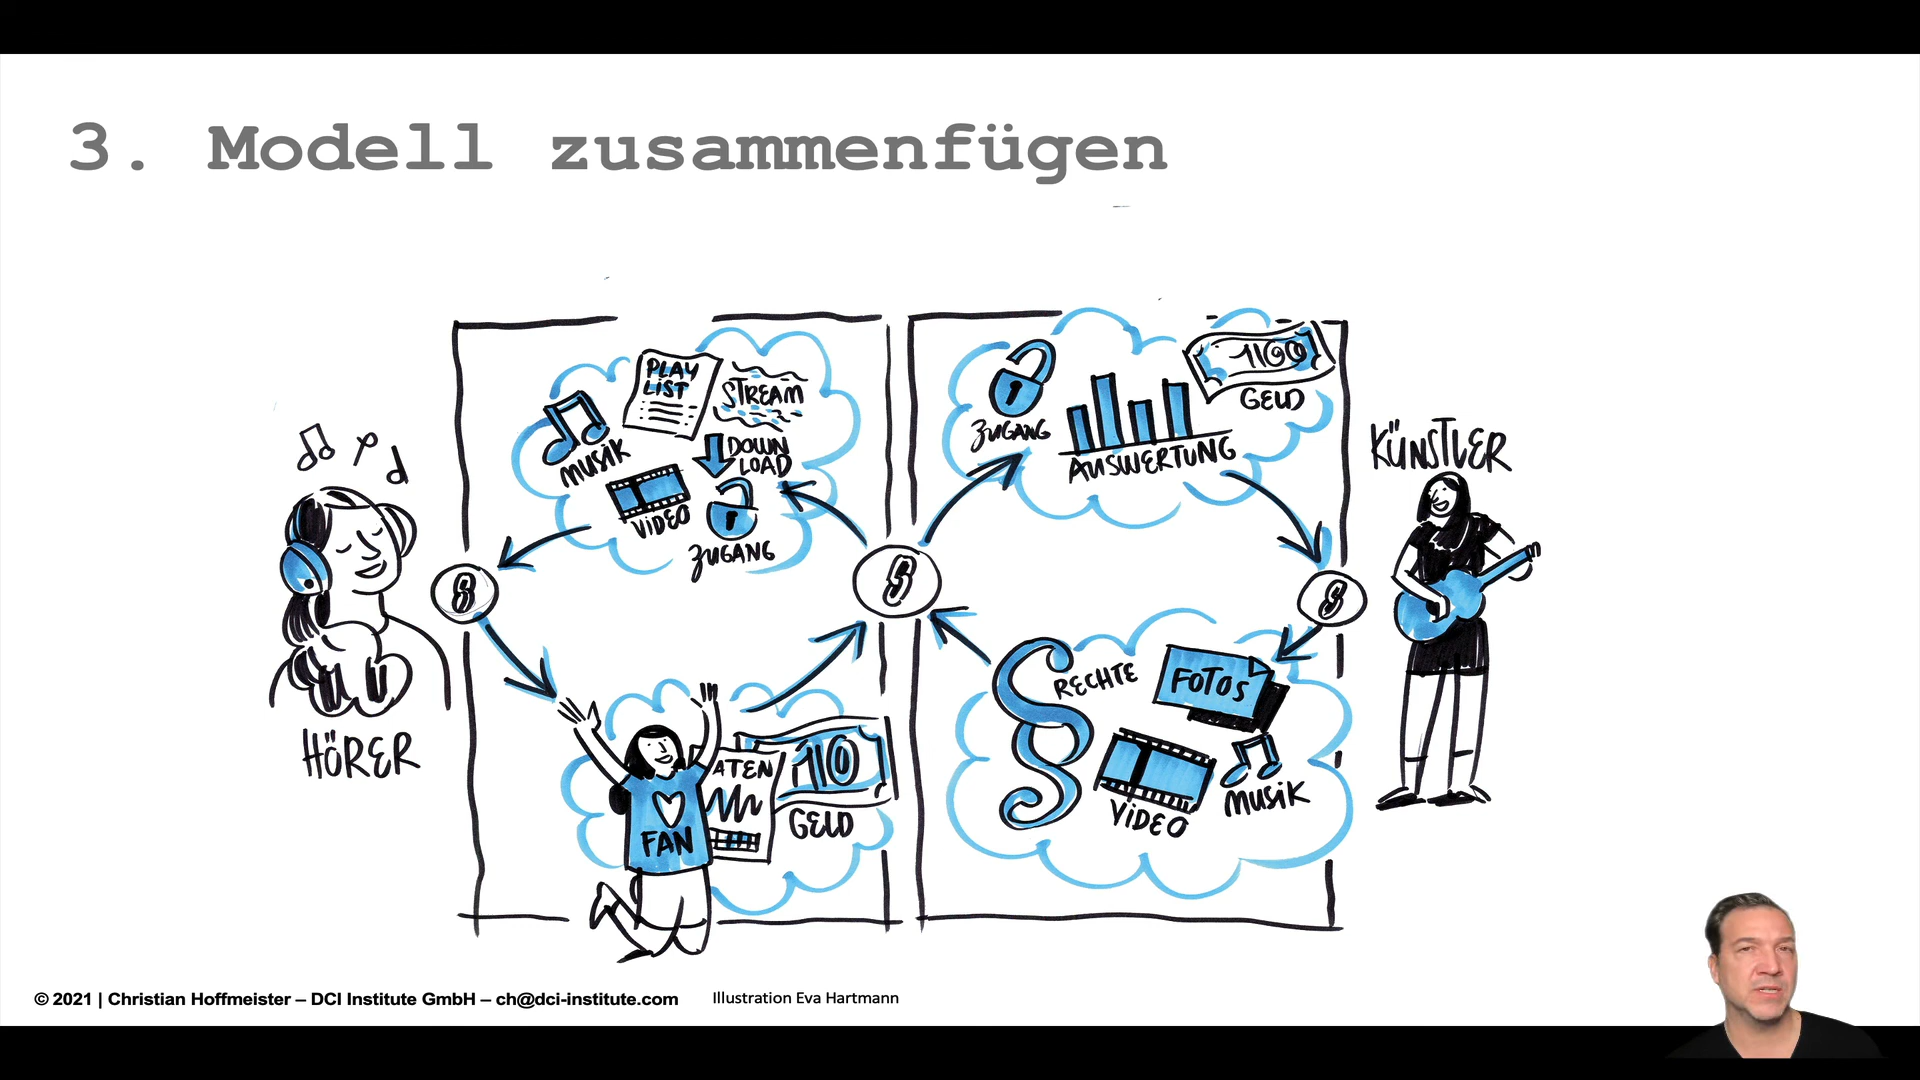 3. Modell zusammenfügen
PLAY
LIST
STREAM
MUSIK
DOWN
LOAD
VIDEO
ZUGANG
ZUGANG
AUSWERTUNG
1100
GELD
KÜNSTLER
HÖRER
FAN
ATEN
10
GELD
RECHTE
FOTOS
VIDEO
MUSIK
© 2021 | Christian Hoffmeister – DCI Institute GmbH – ch@dci-institute.com
Illustration Eva Hartmann